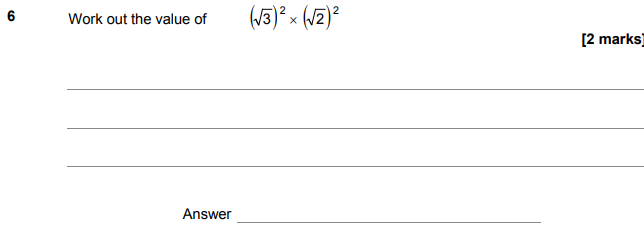 6 Work out the value of (√3)² × (√2)²
[2 marks]
Answer